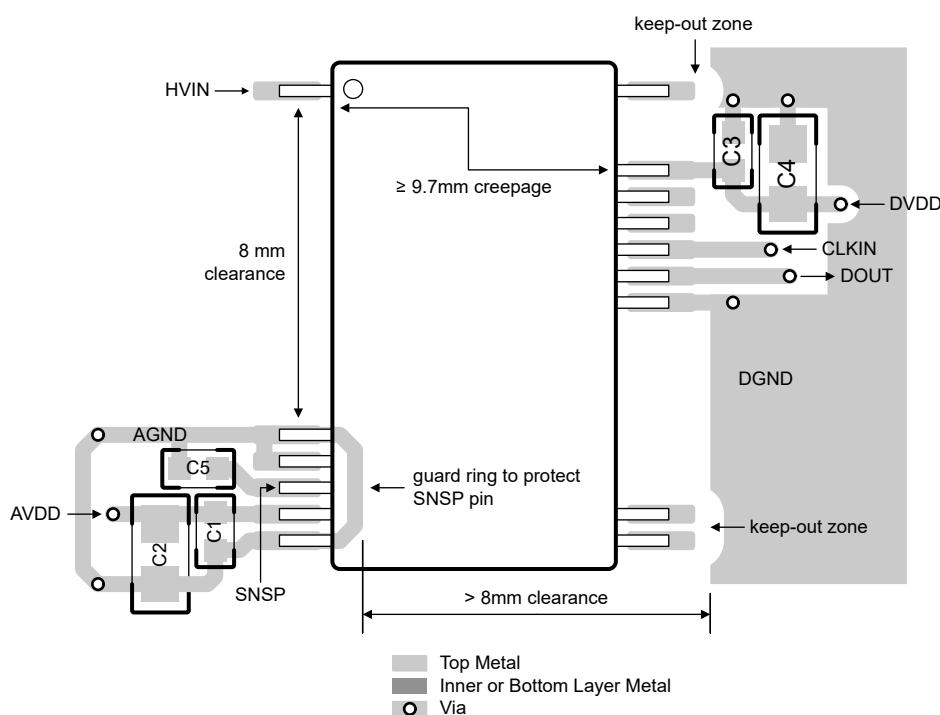 keep-out zone
HVIN
C3
C4
≥ 9.7mm creepage
DVDD
8 mm
clearance
CLKIN
DOUT
DGND
AGND
C5
guard ring to protect
SNSP pin
AVDD
C2
C1
keep-out zone
SNSP
> 8mm clearance
Top Metal
Inner or Bottom Layer Metal
Via